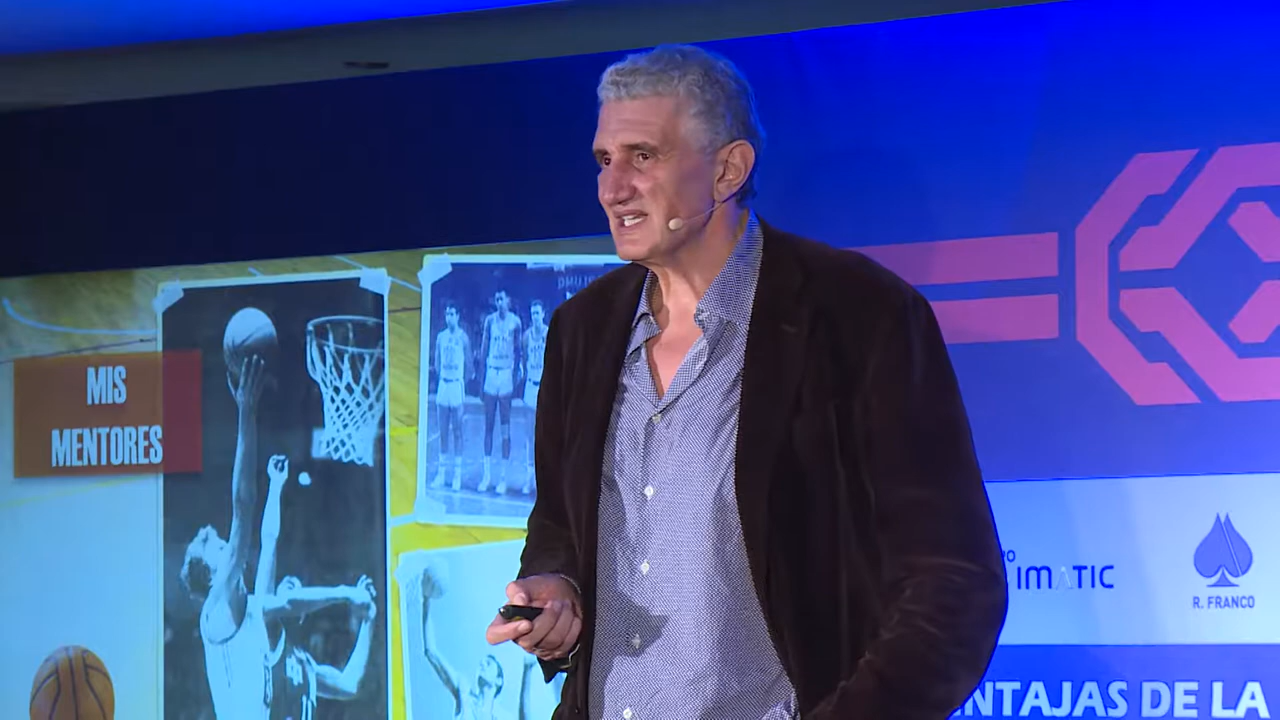 MIS
MENTORES
IMATIC
R. FRANCO
NTAJAS DE LA